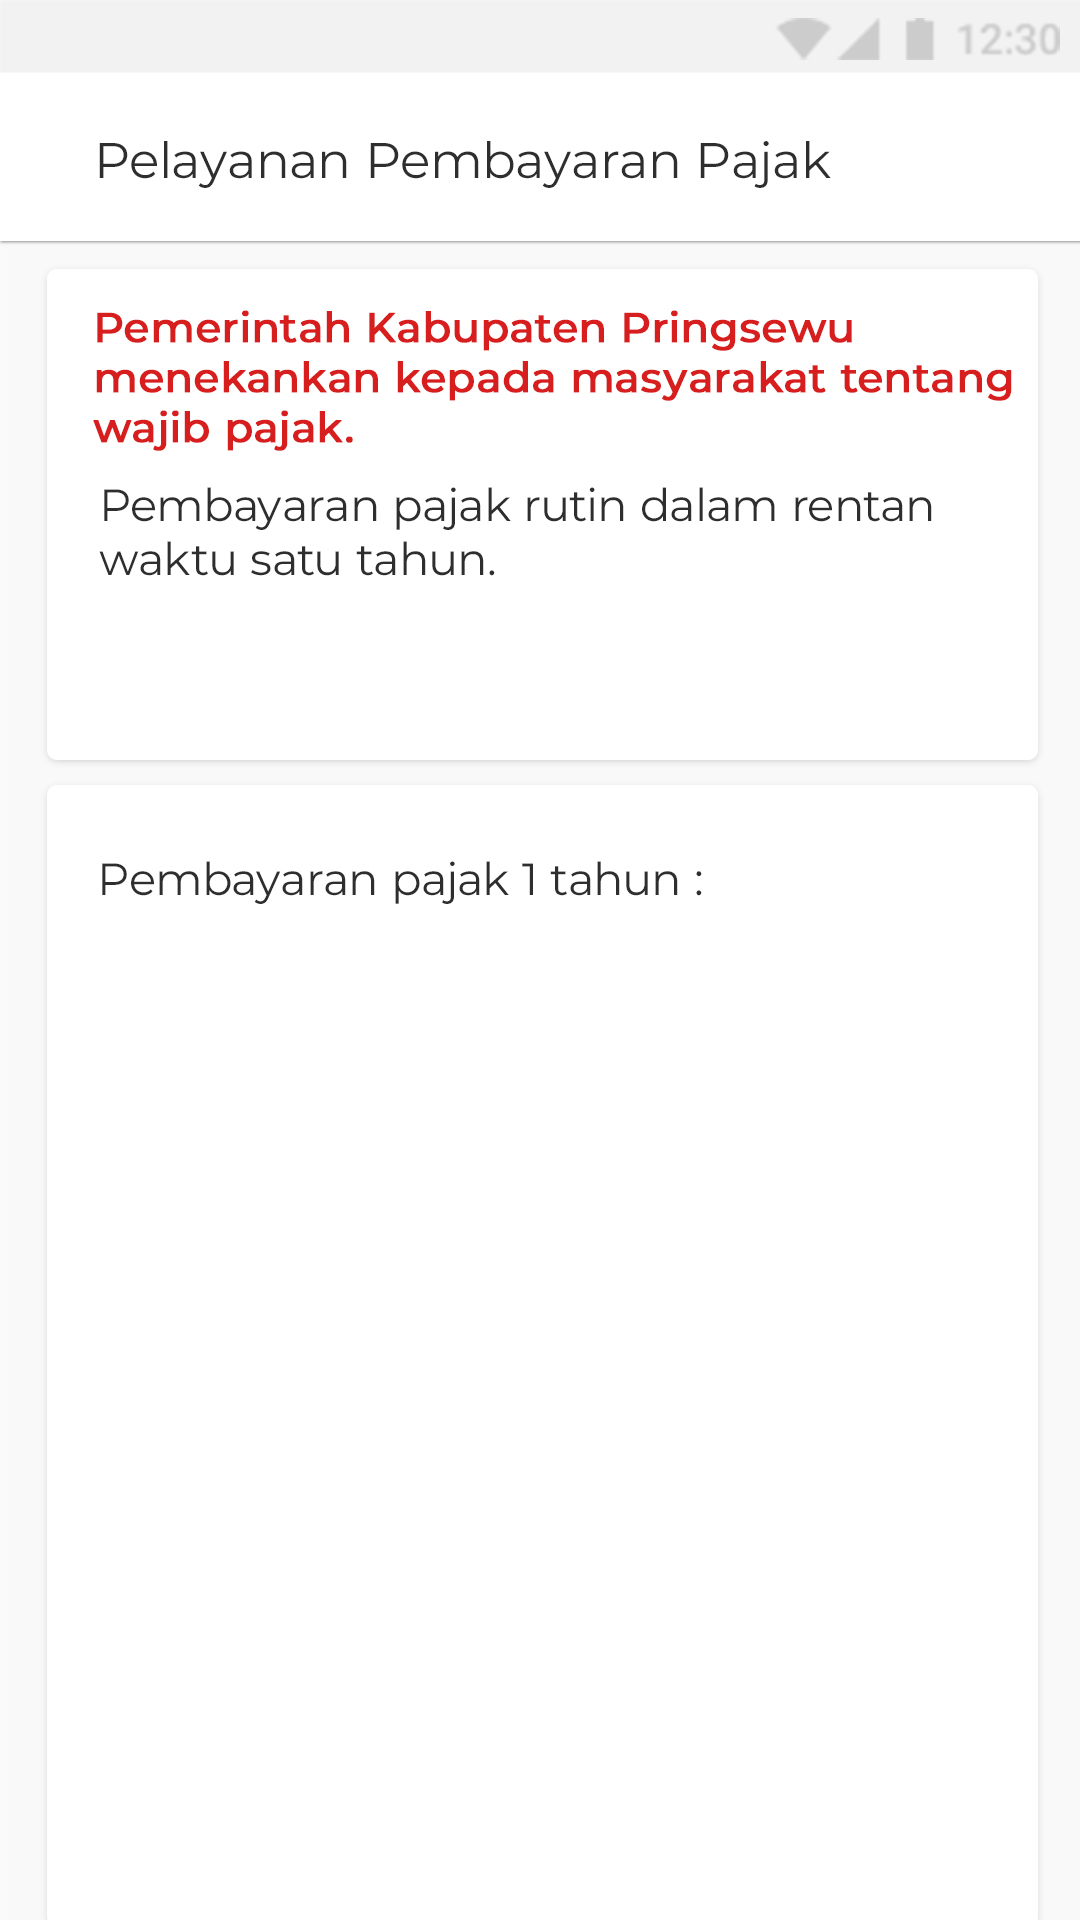 12:30
Pelayanan Pembayaran Pajak
Pemerintah Kabupaten Pringsewu
menekankan kepada masyarakat tentang
wajib pajak.
Pembayaran pajak rutin dalam rentan
waktu satu tahun.
Pembayaran pajak 1 tahun :